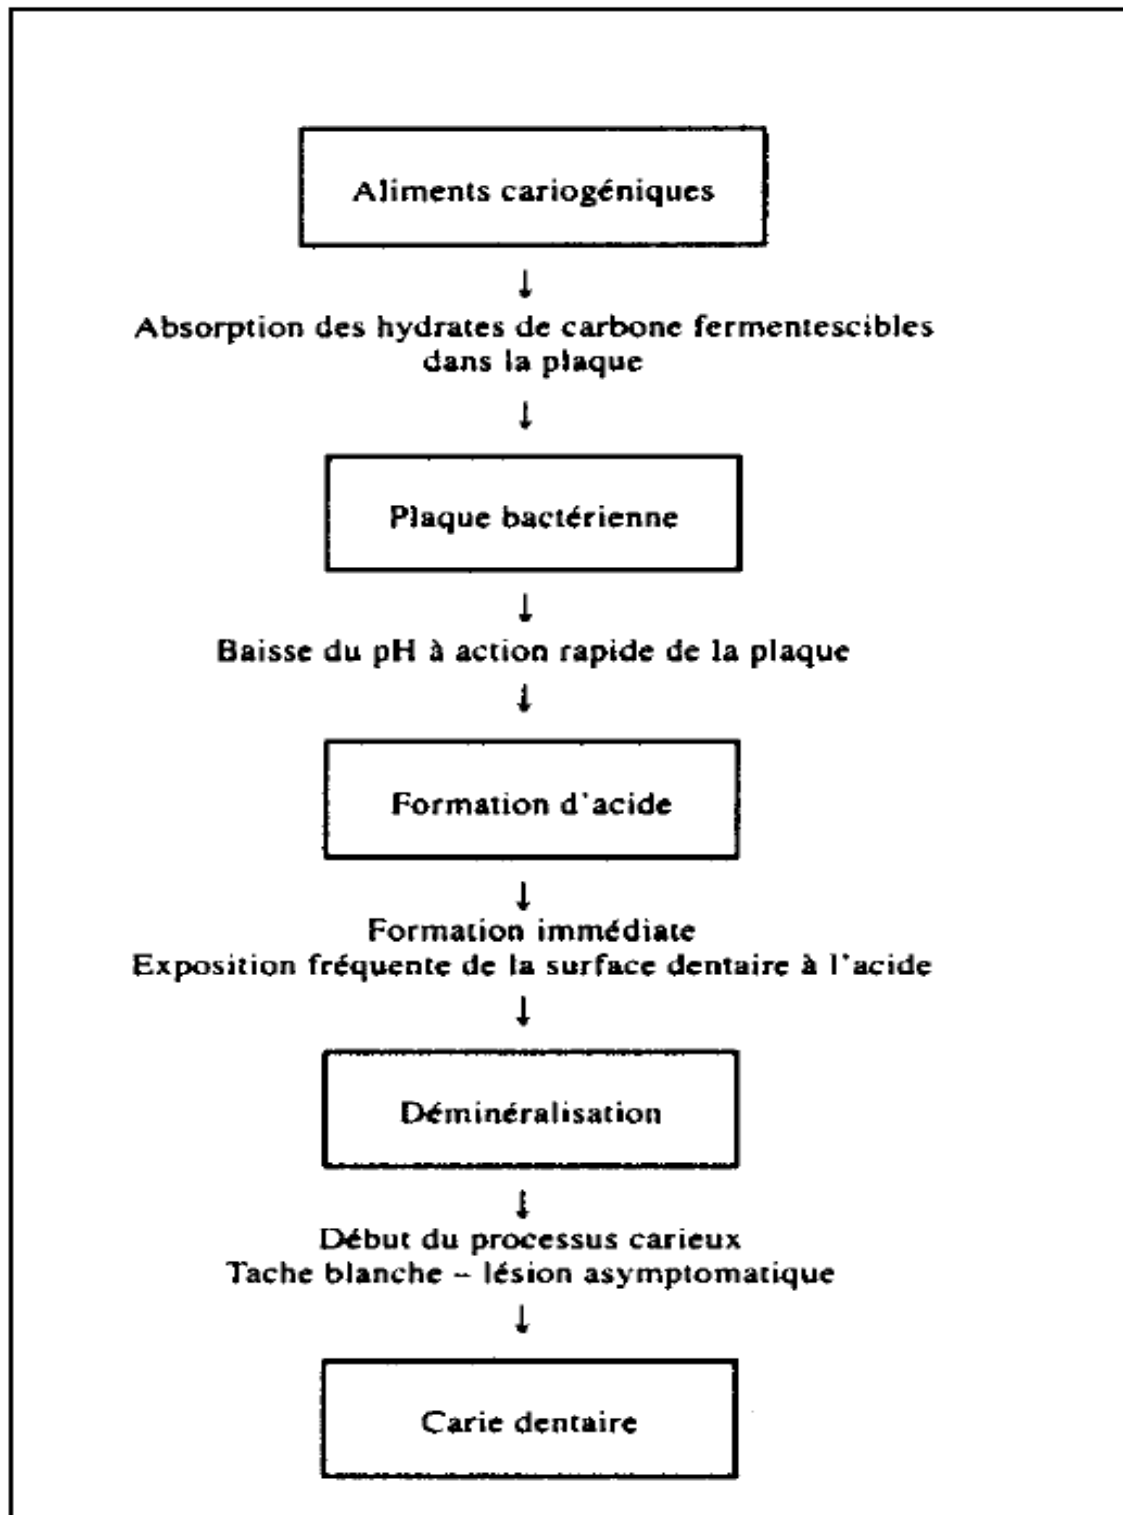 Aliments cariogéniques
↓
Absorption des hydrates de carbone fermentescibles
dans la plaque
↓
Plaque bactérienne
↓
Baisse du pH à action rapide de la plaque
↓
Formation d'acide
↓
Formation immédiate
Exposition fréquente de la surface dentaire à l'acide
↓
Déminéralisation
↓
Début du processus carieux
Tache blanche – lésion asymptomatique
↓
Carie dentaire